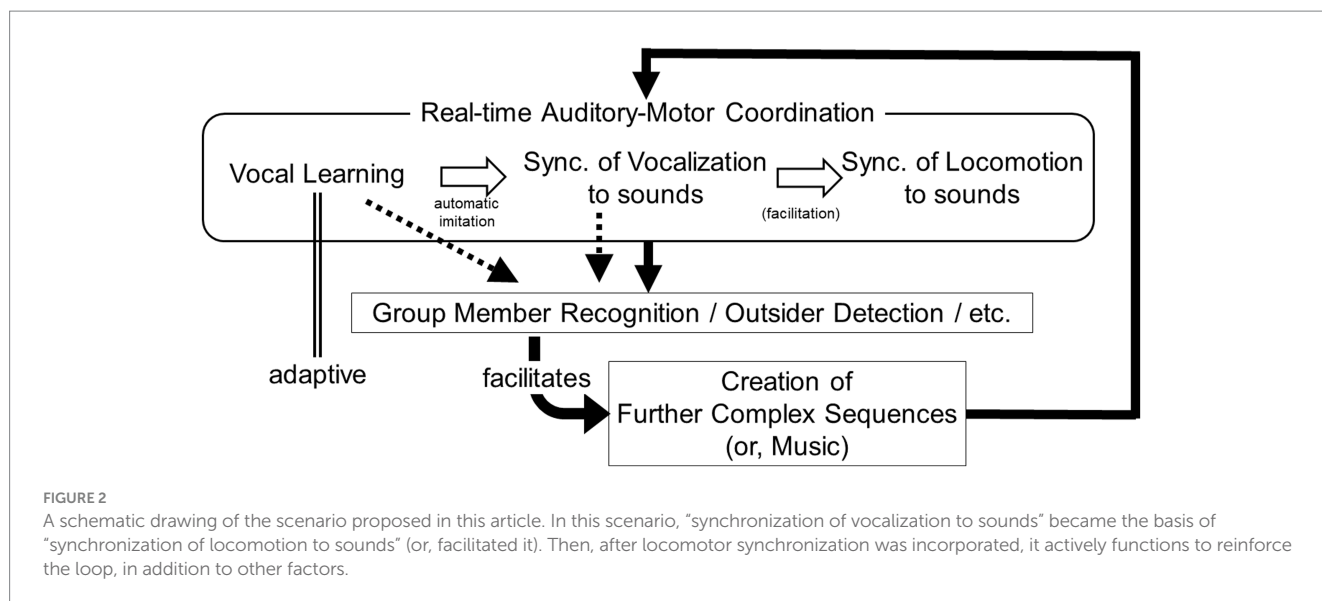 Real-time Auditory-Motor Coordination
Vocal Learning
automatic
imitation
Sync. of Vocalization
to sounds
(facilitation)
Sync. of Locomotion
to sounds
Group Member Recognition / Outsider Detection / etc.
adaptive
facilitates
Creation of
Further Complex Sequences
(or, Music)
FIGURE 2
A schematic drawing of the scenario proposed in this article. In this scenario, “synchronization of vocalization to sounds” became the basis of
“synchronization of locomotion to sounds” (or, facilitated it). Then, after locomotor synchronization was incorporated, it actively functions to reinforce
the loop, in addition to other factors.